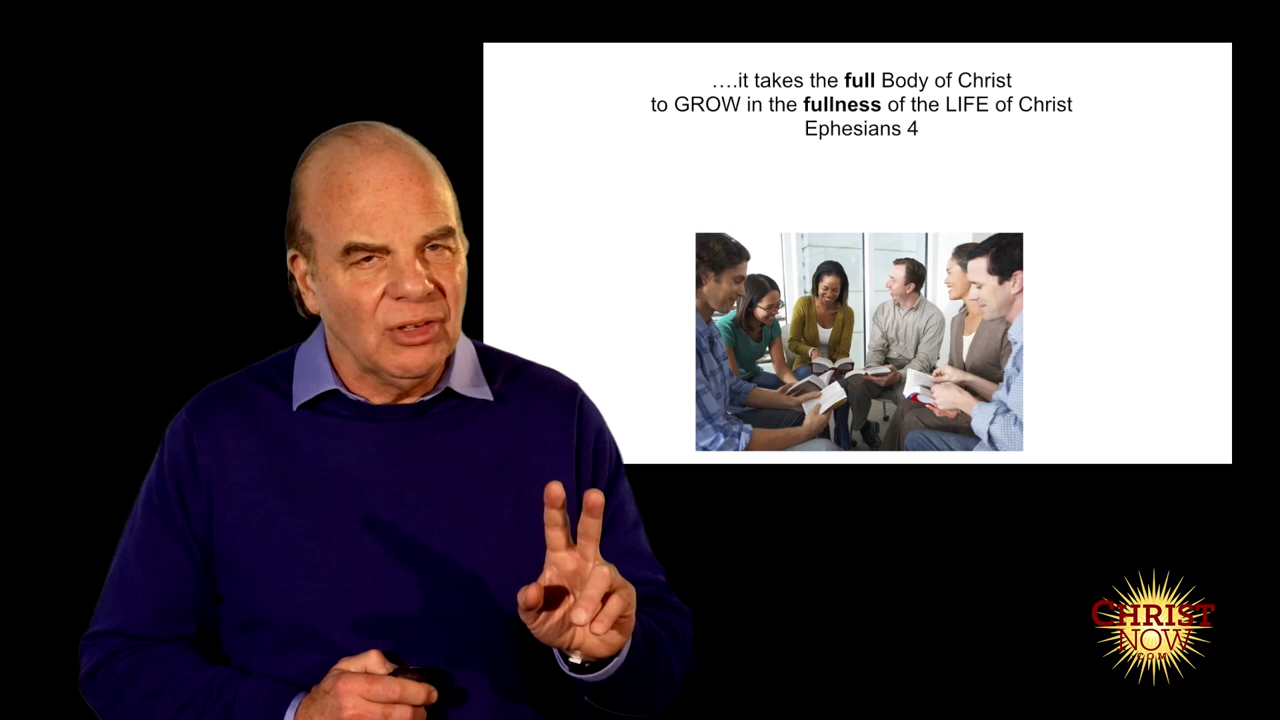 ….it takes the full Body of Christ
to GROW in the fullness of the LIFE of Christ
Ephesians 4
CHRIST
NOW
.COM